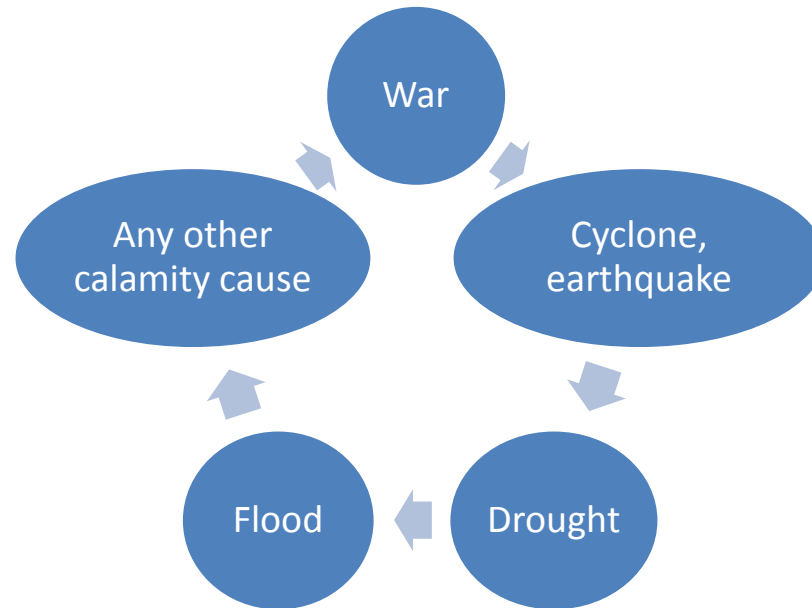 War
Cyclone,
earthquake
Drought
Flood
Any other
calamity cause